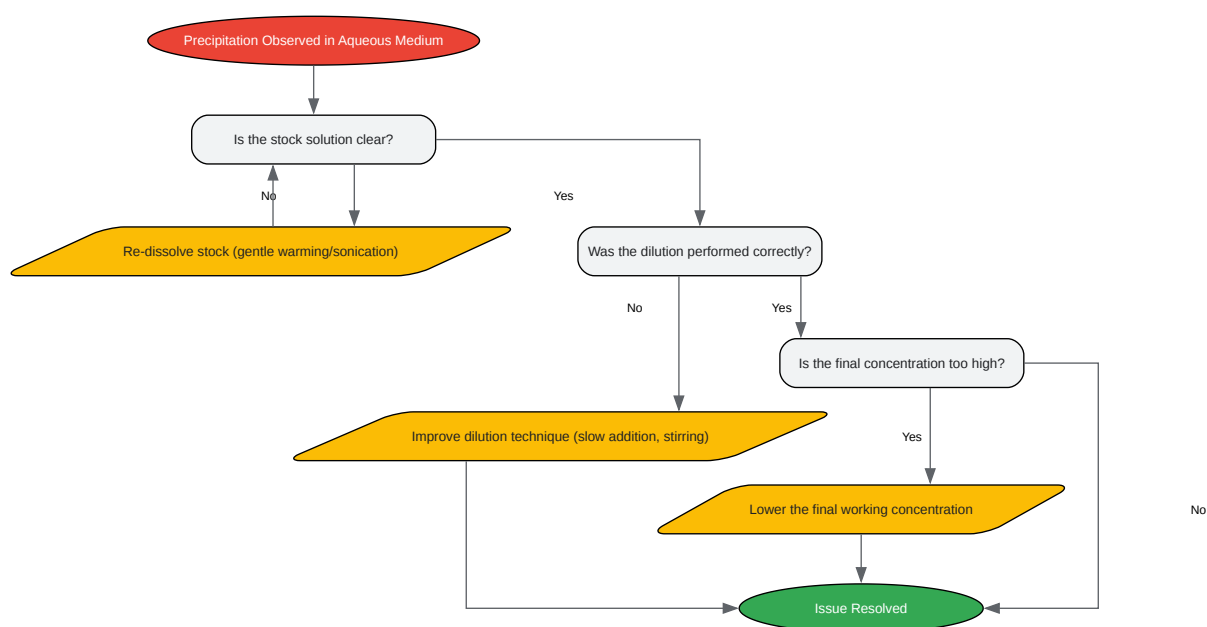 Precipitation Observed in Aqueous Medium
Is the stock solution clear?
No
Yes
Re-dissolve stock (gentle warming/sonication)
Was the dilution performed correctly?
No
Yes
Is the final concentration too high?
Improve dilution technique (slow addition, stirring)
Yes
Lower the final working concentration
No
Issue Resolved